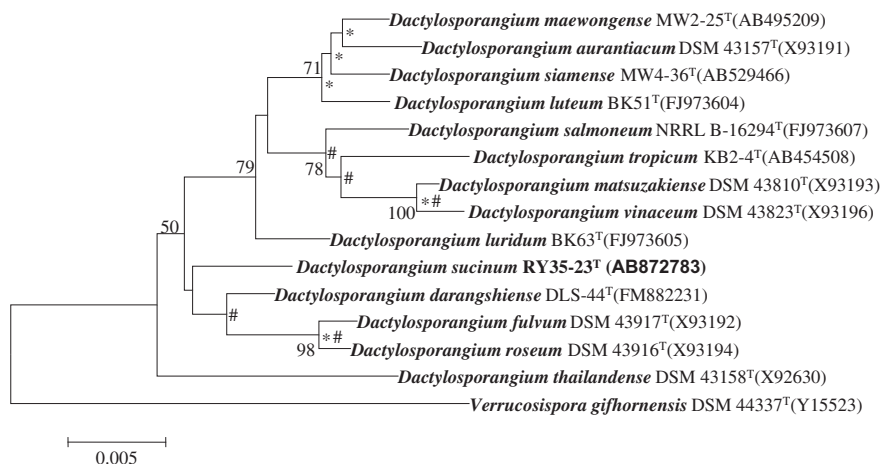 Dactylosporangium maewongense MW2-25ᵀ(AB495209)
*
Dactylosporangium aurantiacum DSM 43157ᵀ(X93191)
*
71
Dactylosporangium siamense MW4-36ᵀ(AB529466)
*
Dactylosporangium luteum BK51ᵀ(FJ973604)
Dactylosporangium salmoneum NRRL B-16294ᵀ(FJ973607)
#
79
78
Dactylosporangium tropicum KB2-4ᵀ(AB454508)
#
Dactylosporangium matsuzakiense DSM 43810ᵀ(X93193)
*#
100
Dactylosporangium vinaceum DSM 43823ᵀ(X93196)
50
Dactylosporangium luridum BK63ᵀ(FJ973605)
Dactylosporangium sucinum RY35-23ᵀ (AB872783)
Dactylosporangium darangshiense DLS-44ᵀ(FM882231)
#
Dactylosporangium fulvum DSM 43917ᵀ(X93192)
*#
98
Dactylosporangium roseum DSM 43916ᵀ(X93194)
Dactylosporangium thailandense DSM 43158ᵀ(X92630)
Verrucosispora gifhornensis DSM 44337ᵀ(Y15523)
0.005